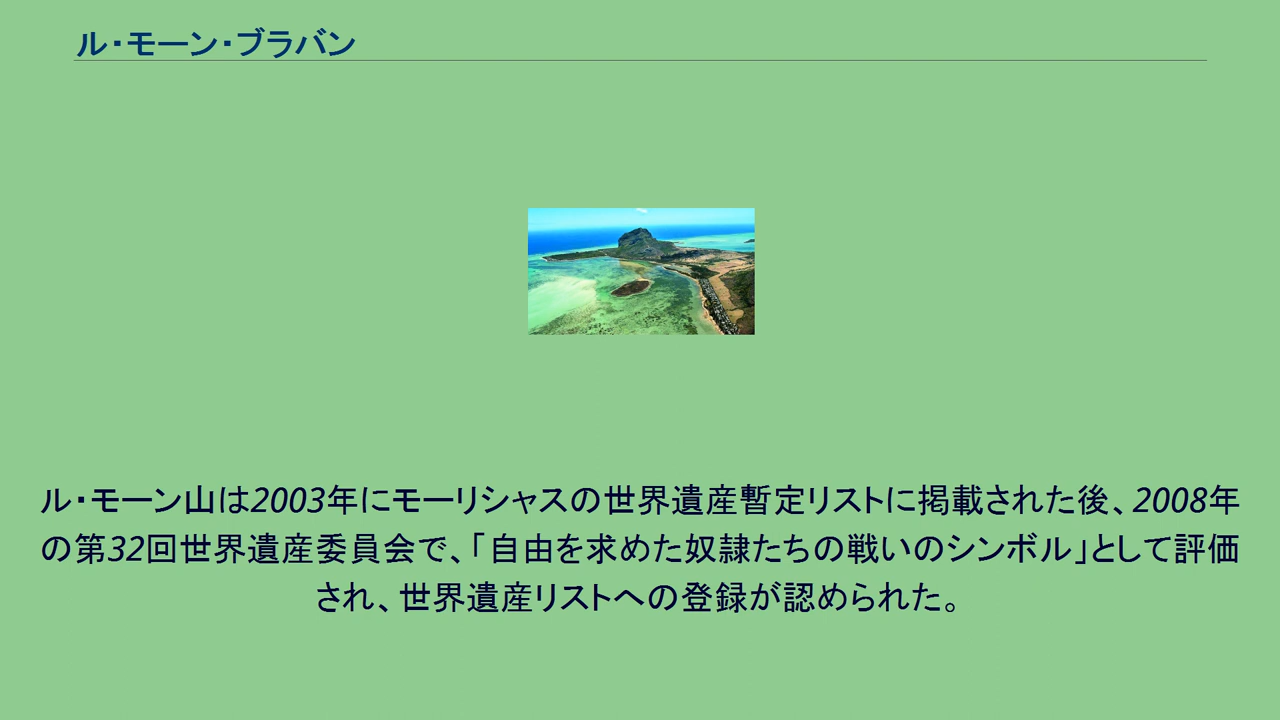 ル・モーン・ブラバン
ル・モーン山は2003年にモーリシャスの世界遺産暫定リストに掲載された後、2008年
の第32回世界遺産委員会で、「自由を求めた奴隷たちの戦いのシンボル」として評価
され、世界遺産リストへの登録が認められた。